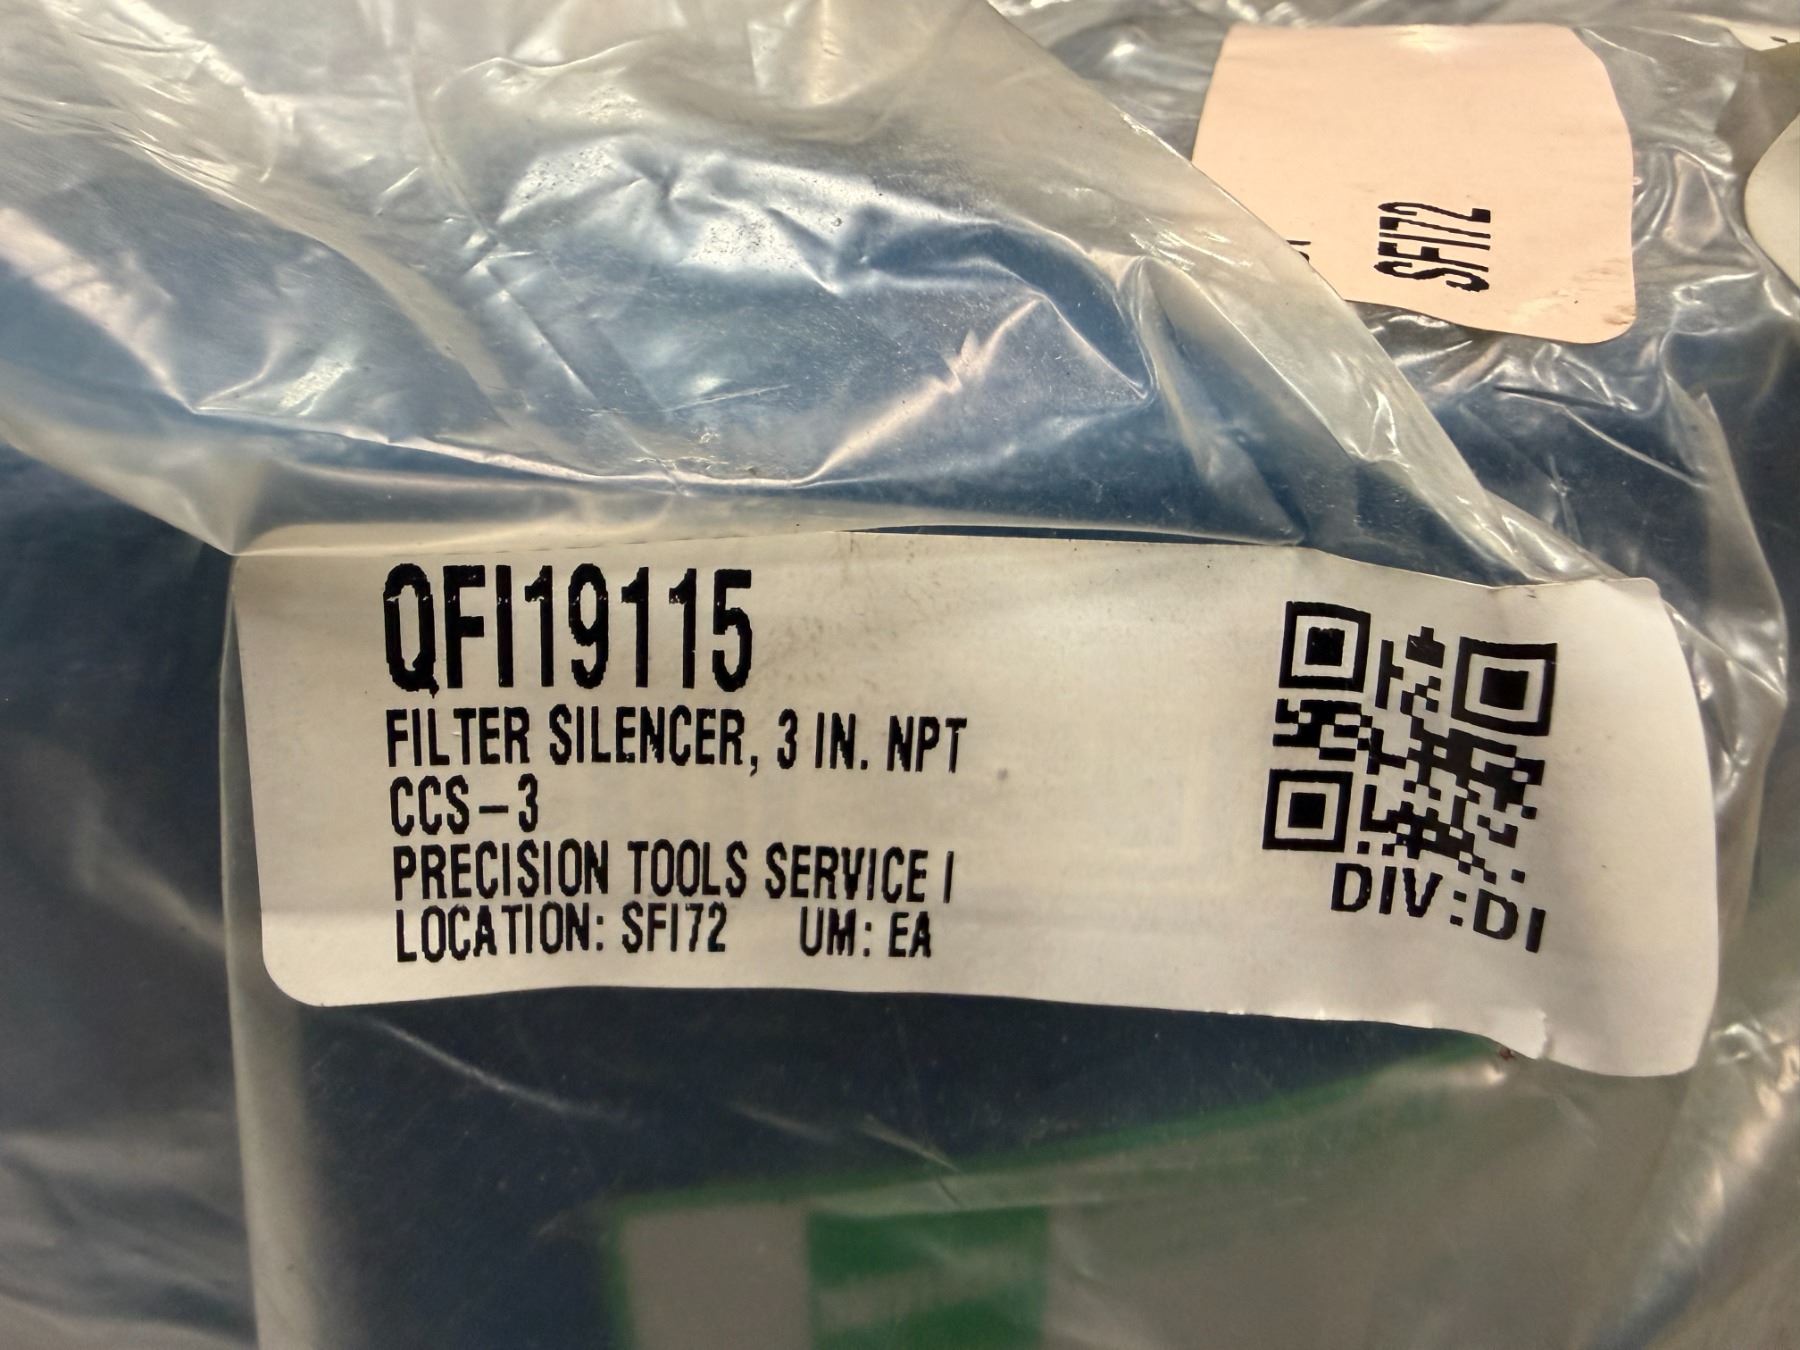 SFI72
QFI19115
FILTER SILENCER, 3 IN. NPT
CCS-3
PRECISION TOOLS SERVICE I
LOCATION: SFI72 UM: EA
DIV:DI